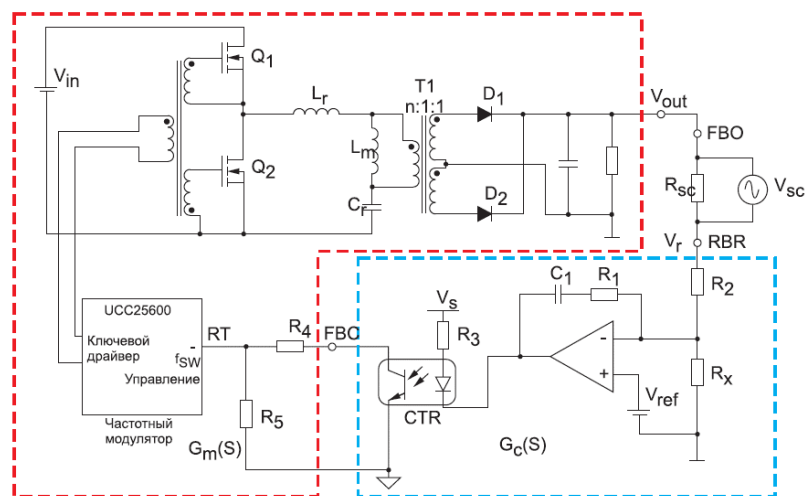 Vin
Q1
Lr
T1
n:1:1
D1
Vout
FBO
Lm
Q2
Cr
D2
Rsc
Vsc
Vr
RBR
UCC25600
Ключевой
драйвер
-
fSW
Управление
Частотный
модулятор
RT
R4
FBC
R5
Gm(S)
Vs
R3
CTR
C1
R1
-
+
Vref
R2
Rx
Gc(S)